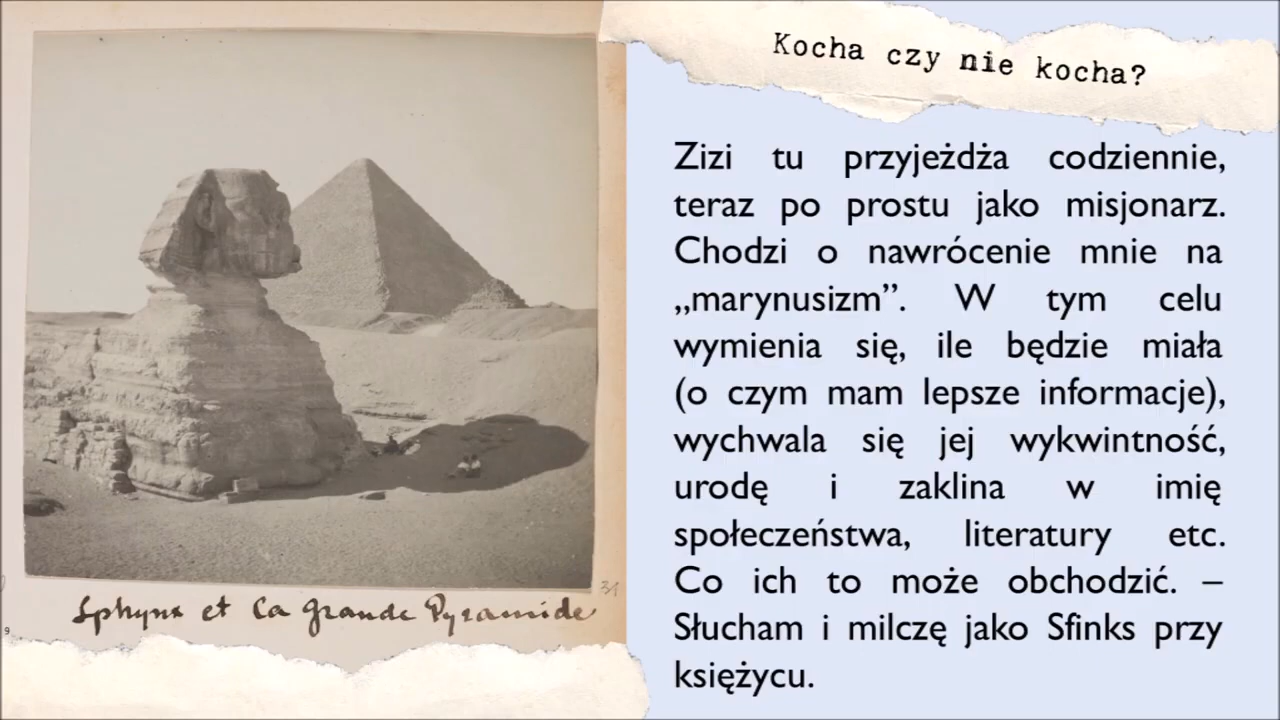 Kocha czy nie kocha?
Zizi tu przyjeżdża codziennie,
teraz po prostu jako misjonarz.
Chodzi o nawrócenie mnie na
„marynusizm”. W tym celu
wymienia się, ile będzie miała
(o czym mam lepsze informacje),
wychwala się jej wykwintność,
urodę i zaklina w imię
społeczeństwa, literatury etc.
Co ich to może obchodzić. –
Słucham i milczę jako Sfinks przy
księżycu.
31
Sphynx et La Grande Pyramide
9